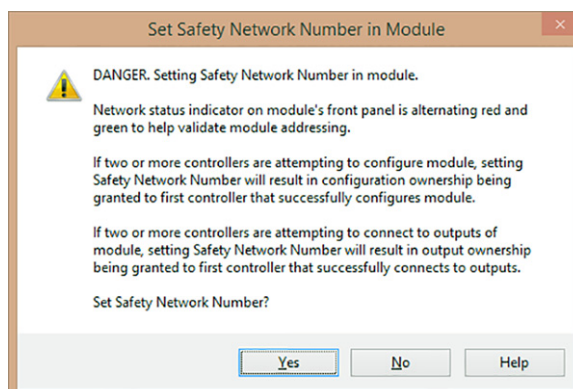 Set Safety Network Number in Module
DANGER. Setting Safety Network Number in module.
Network status indicator on module's front panel is alternating red and
green to help validate module addressing.
If two or more controllers are attempting to configure module, setting
Safety Network Number will result in configuration ownership being
granted to first controller that successfully configures module.
If two or more controllers are attempting to connect to outputs of
module, setting Safety Network Number will result in output ownership
being granted to first controller that successfully connects to outputs.
Set Safety Network Number?
Yes
No
Help